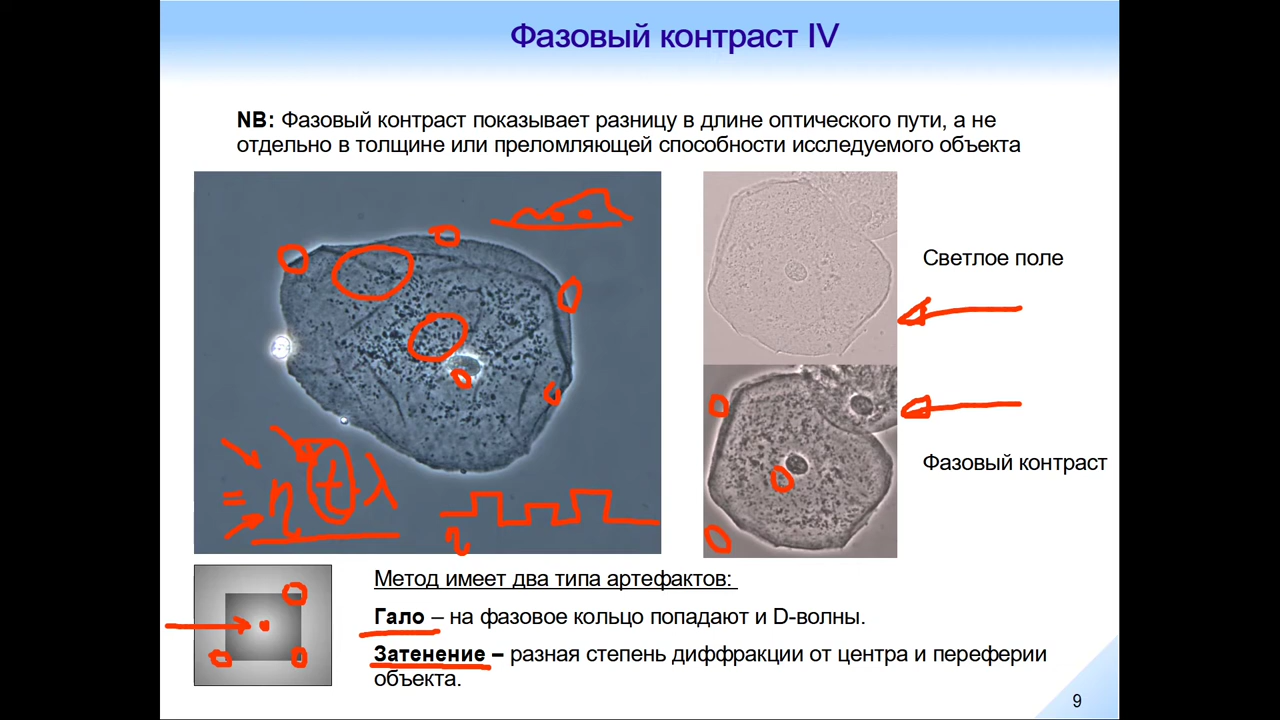 Фазовый контраст IV
NB: Фазовый контраст показывает разницу в длине оптического пути, а не
отдельно в толщине или преломляющей способности исследуемого объекта
Светлое поле
Фазовый контраст
= η t λ
η
Метод имеет два типа артефактов:
Гало – на фазовое кольцо попадают и D-волны.
Затенение – разная степень диффракции от центра и переферии
объекта.
9